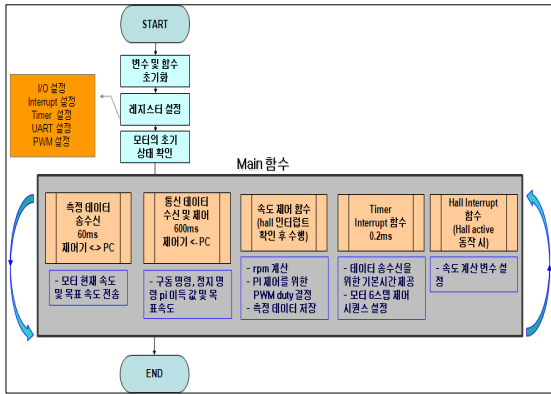 START
변수 및 함수
초기화
I/O 설정
Interrupt 설정
Timer 설정
UART 설정
PWM 설정
레지스터 설정
모터의 초기
상태 확인
Main 함수
측정 데이터
송수신
60ms
제어기 <-> PC
통신 데이터
수신 및 제어
600ms
제어기 <- PC
속도 제어 함수
(hall 인터럽트
확인 후 수행)
Timer
Interrupt 함수
0.2ms
Hall Interrupt
함수
(Hall active
동작 시)
- 모터 현재 속도
및 목표 속도 전송
- 구동 명령, 정지 명
령 pi 이득 값 및 목
표속도
- rpm 계산
- PI 제어를 위한
PWM duty 결정
- 측정 데이터 저장
- 데이터 송수신을
위한 기본시간 제공
- 모터 6스텝 제어
시퀀스 설정
- 속도 계산 변수 설
정
END